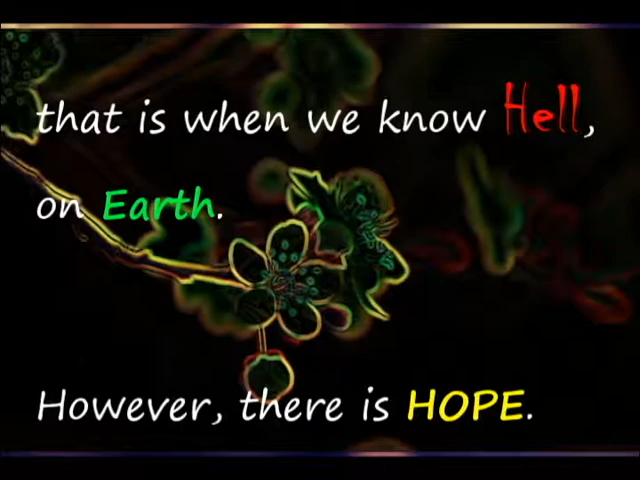 that is when we know Hell,
on Earth.
However, there is HOPE.